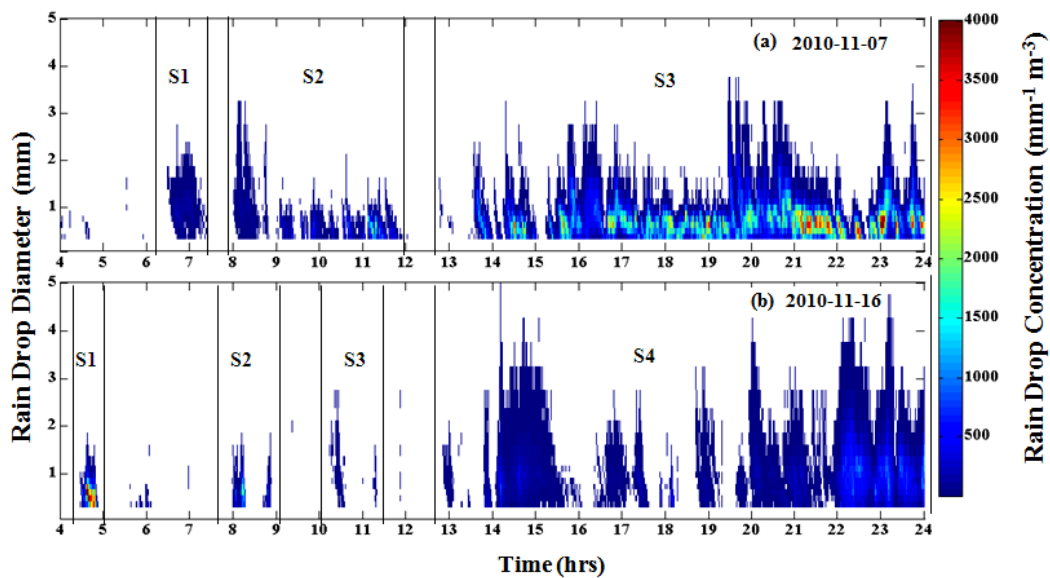 5
4
3
2
1
(a) 2010-11-07
S1
S2
S3
4 5 6 7 8 9 10 11 12 13 14 15 16 17 18 19 20 21 22 23 24
5
4
3
2
1
(b) 2010-11-16
S1
S2
S3
S4
4 5 6 7 8 9 10 11 12 13 14 15 16 17 18 19 20 21 22 23 24
Time (hrs)
Rain Drop Diameter (mm)
4000
3500
3000
2500
2000
1500
1000
500
Rain Drop Concentration (mm⁻¹ m⁻³)